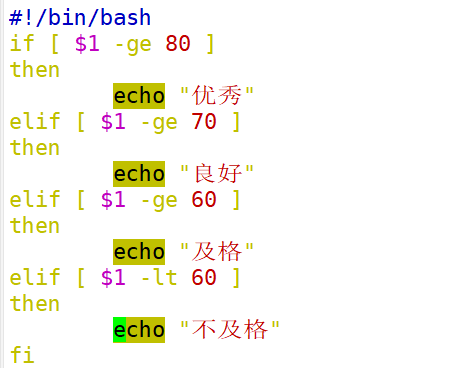 #!/bin/bash
if [ $1 -ge 80 ]
then
        echo "优秀"
elif [ $1 -ge 70 ]
then
        echo "良好"
elif [ $1 -ge 60 ]
then
        echo "及格"
elif [ $1 -lt 60 ]
then
        echo "不及格"
fi